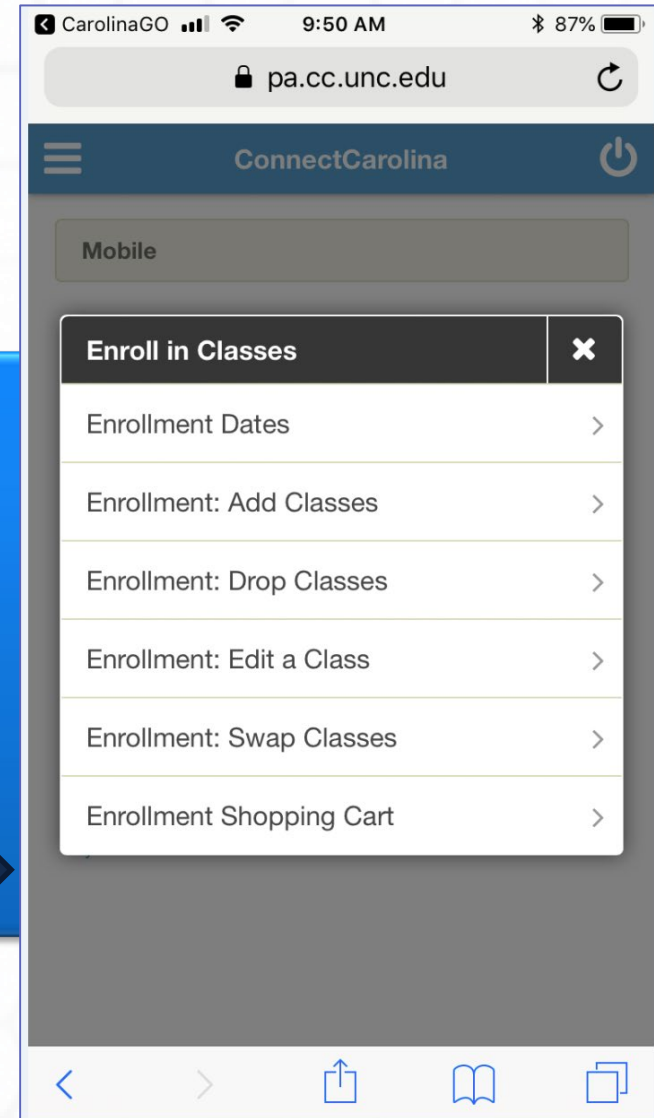 CarolinaGO 9:50 AM 87%
pa.cc.unc.edu
ConnectCarolina
Mobile
Enroll in Classes
Enrollment Dates
Enrollment: Add Classes
Enrollment: Drop Classes
Enrollment: Edit a Class
Enrollment: Swap Classes
Enrollment Shopping Cart